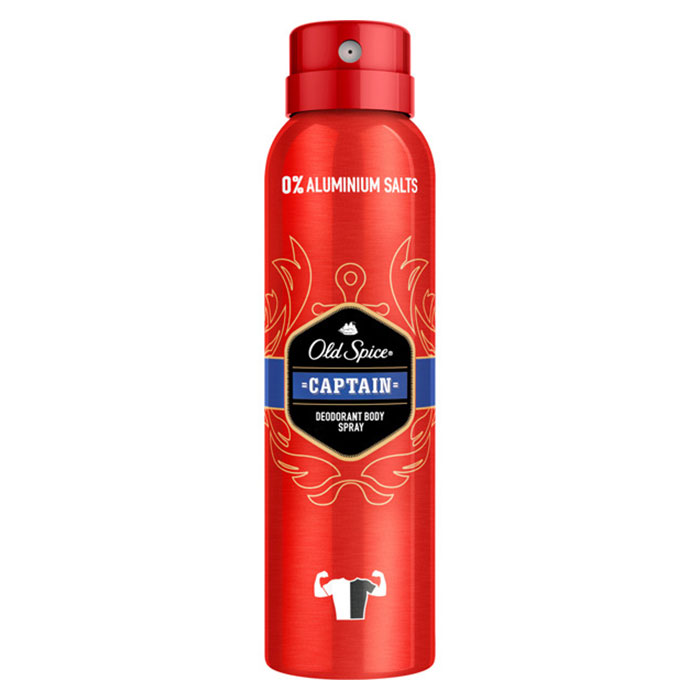 0% ALUMINIUM SALTS
Old Spice®
=CAPTAIN=
DEODORANT BODY
SPRAY